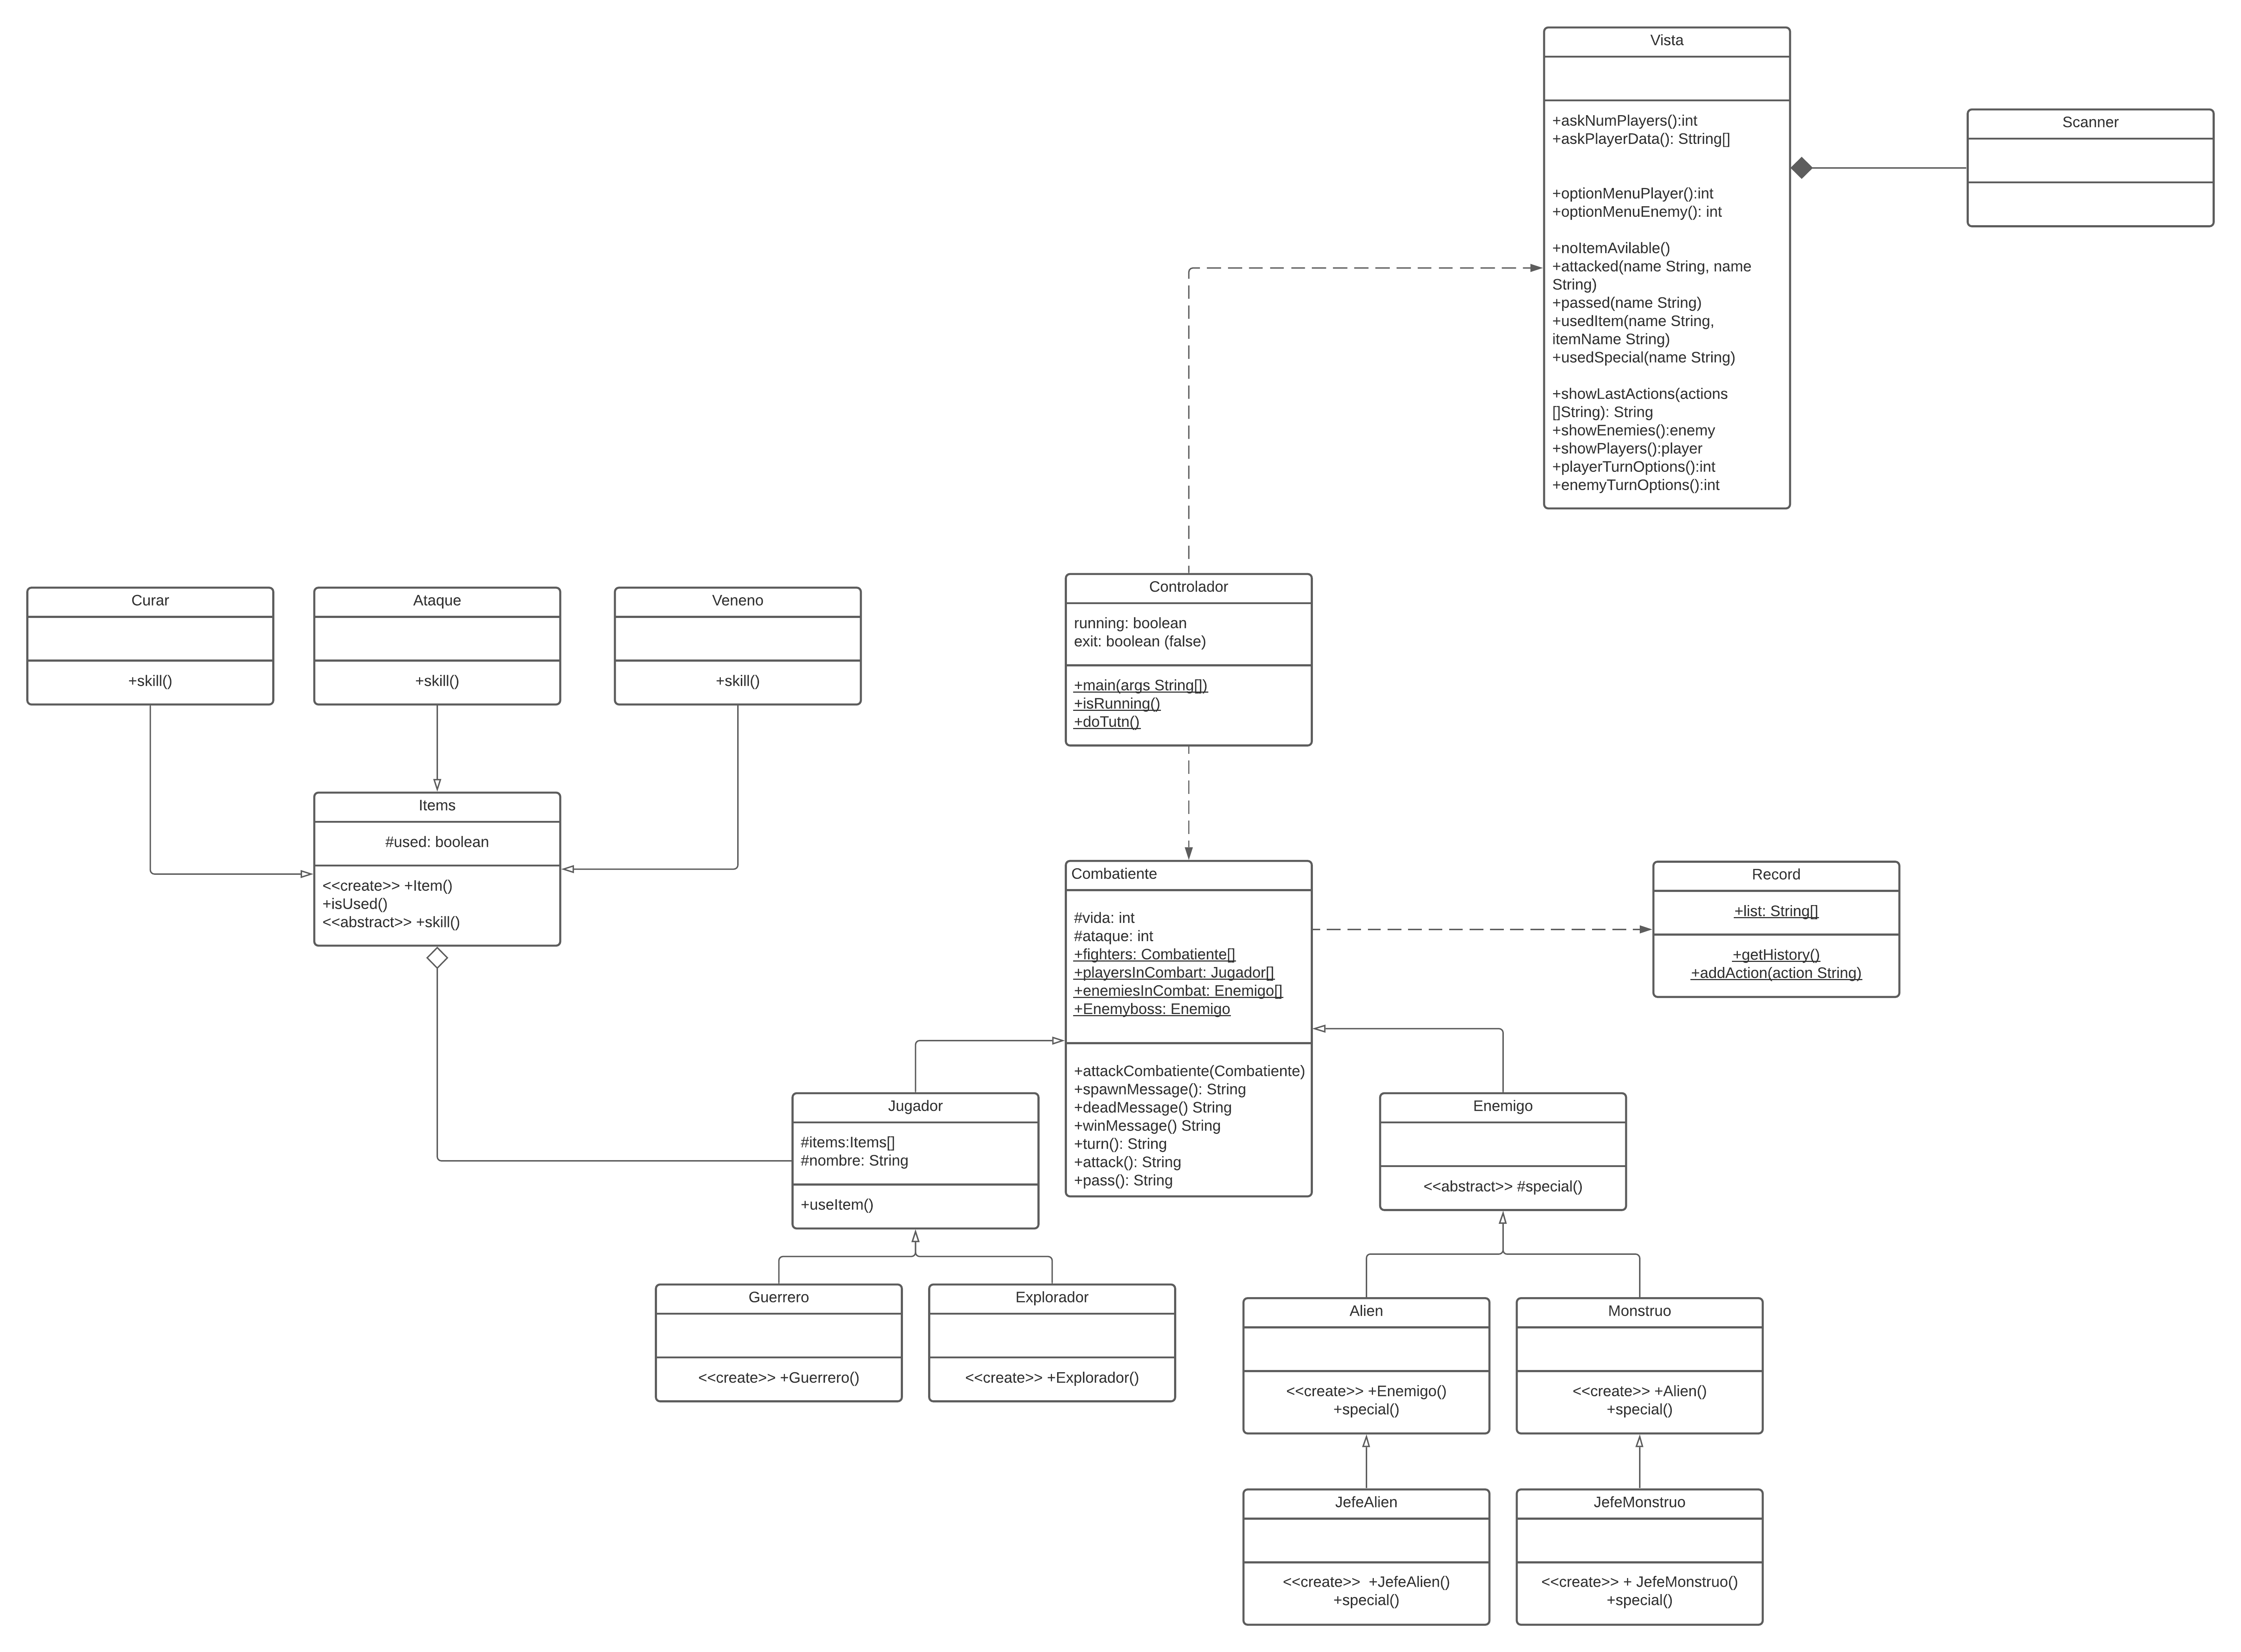 Vista
+askNumPlayers():int
+askPlayerData(): Sttring[]
+optionMenuPlayer():int
+optionMenuEnemy(): int
+noItemAvilable()
+attacked(name String, name
String)
+passed(name String)
+usedItem(name String,
itemName String)
+usedSpecial(name String)
+showLastActions(actions
[]String): String
+showEnemies():enemy
+showPlayers():player
+playerTurnOptions():int
+enemyTurnOptions():int
Scanner
Controlador
running: boolean
exit: boolean (false)
+main(args String[])
+isRunning()
+doTutn()
Curar
+skill()
Ataque
+skill()
Veneno
+skill()
Items
#used: boolean
<<create>> +Item()
+isUsed()
<<abstract>> +skill()
Combatiente
#vida: int
#ataque: int
+fighters: Combatiente[]
+playersInCombart: Jugador[]
+enemiesInCombat: Enemigo[]
+Enemyboss: Enemigo
+attackCombatiente(Combatiente)
+spawnMessage(): String
+deadMessage() String
+winMessage() String
+turn(): String
+attack(): String
+pass(): String
Record
+list: String[]
+getHistory()
+addAction(action String)
Jugador
#items:Items[]
#nombre: String
+useItem()
Enemigo
<<abstract>> #special()
Guerrero
<<create>> +Guerrero()
Explorador
<<create>> +Explorador()
Alien
<<create>> +Enemigo()
+special()
Monstruo
<<create>> +Alien()
+special()
JefeAlien
<<create>>  +JefeAlien()
+special()
JefeMonstruo
<<create>> + JefeMonstruo()
+special()